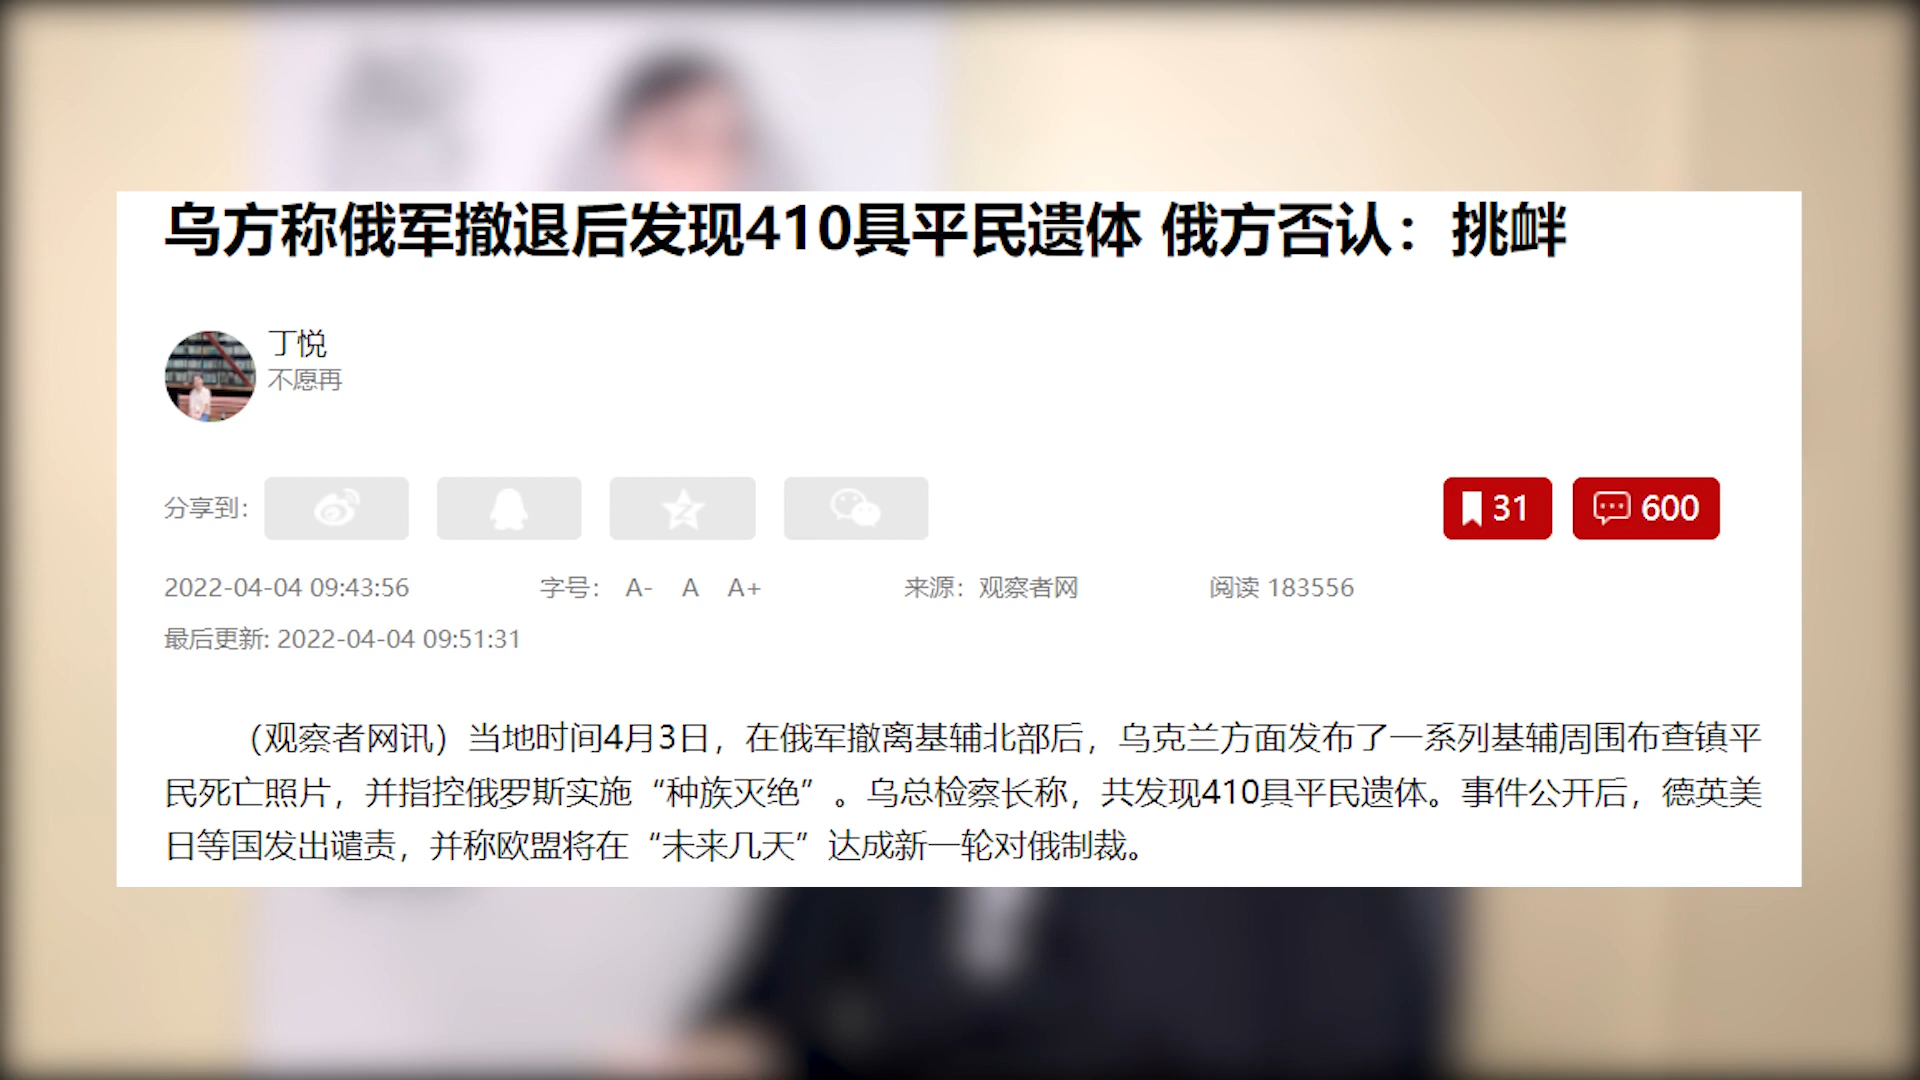 乌方称俄军撤退后发现410具平民遗体 俄方否认：挑衅
丁悦
不愿再
分享到:
31
600
2022-04-04 09:43:56 字号： A- A A+ 来源：观察者网 阅读 183556
最后更新: 2022-04-04 09:51:31
（观察者网讯）当地时间4月3日，在俄军撤离基辅北部后，乌克兰方面发布了一系列基辅周围布查镇平
民死亡照片，并指控俄罗斯实施“种族灭绝”。乌总检察长称，共发现410具平民遗体。事件公开后，德英美
日等国发出谴责，并称欧盟将在“未来几天”达成新一轮对俄制裁。